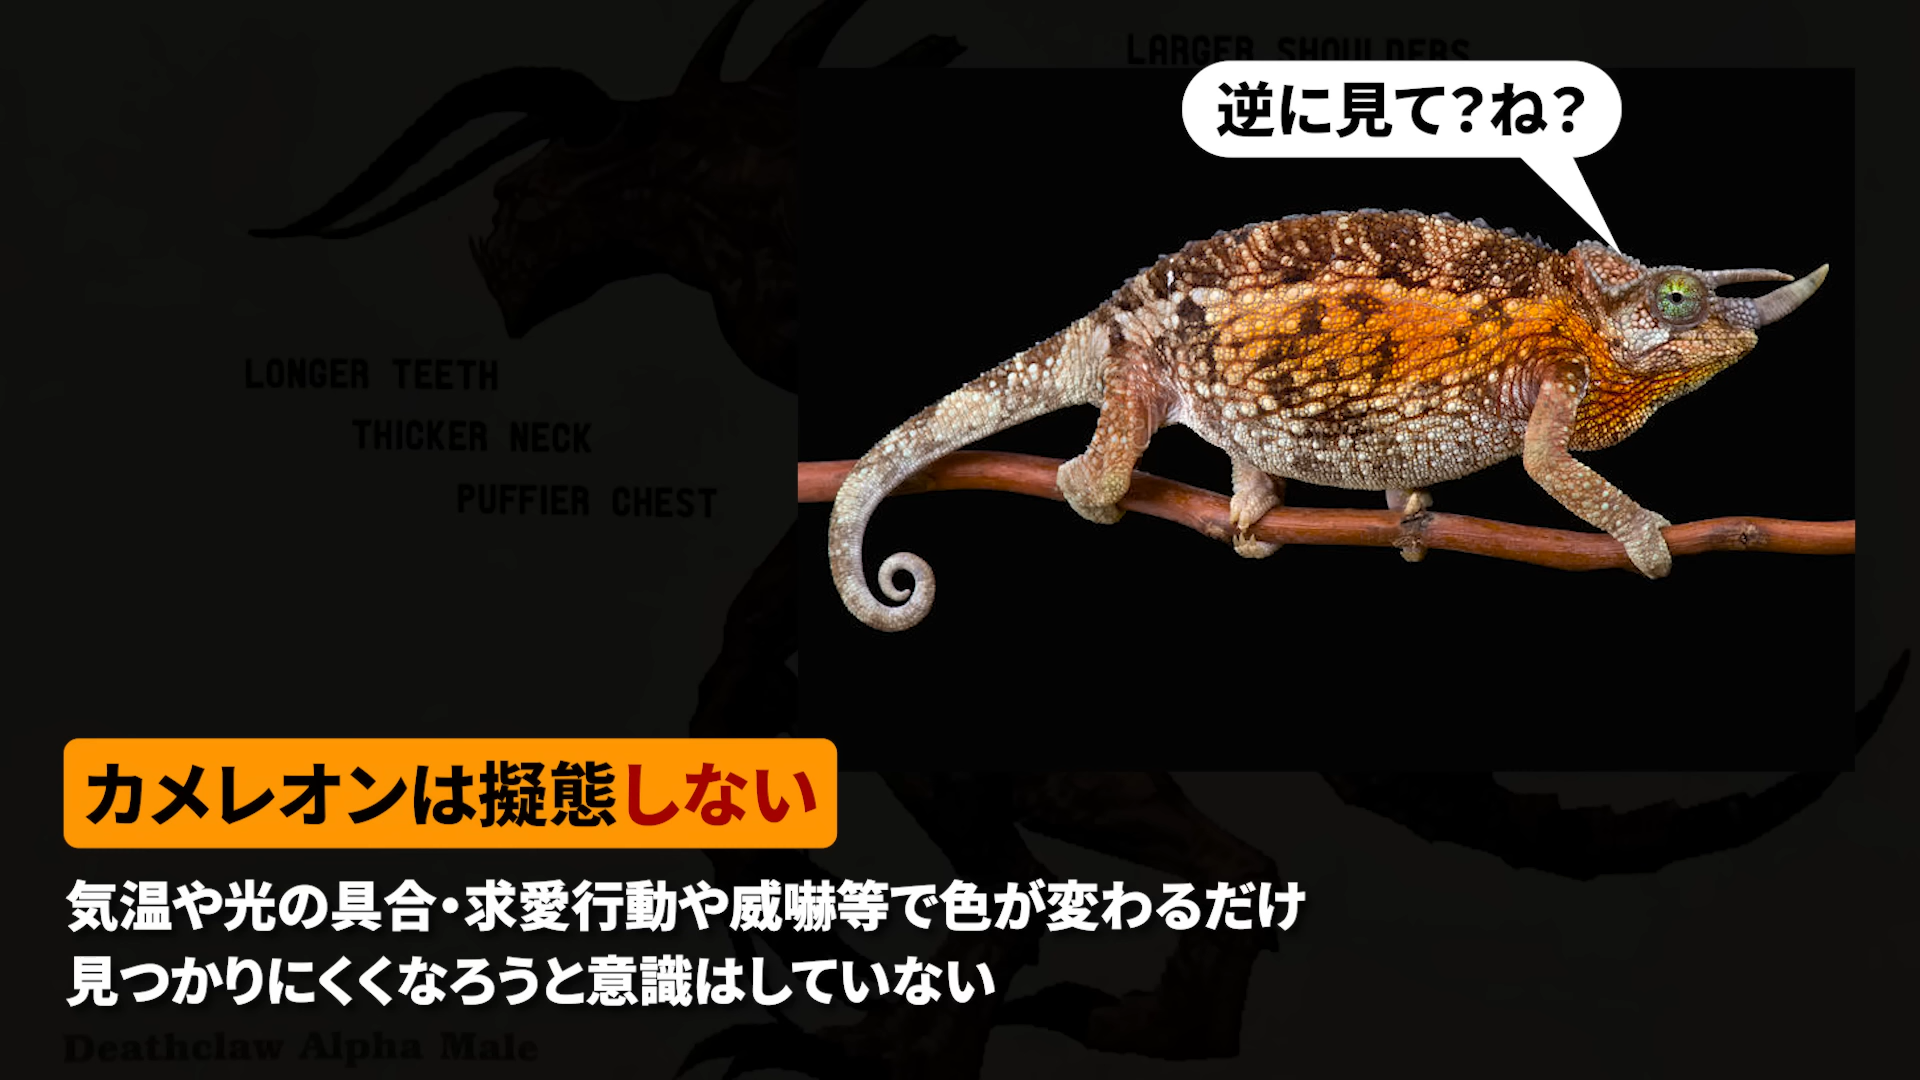 LARGER SHOULDERS
逆に見て？ね？
LONGER TEETH
THICKER NECK
PUFFIER CHEST
カメレオンは擬態しない
気温や光の具合・求愛行動や威嚇等で色が変わるだけ
見つかりにくくなろうと意識はしていない
Deathclaw Alpha Male